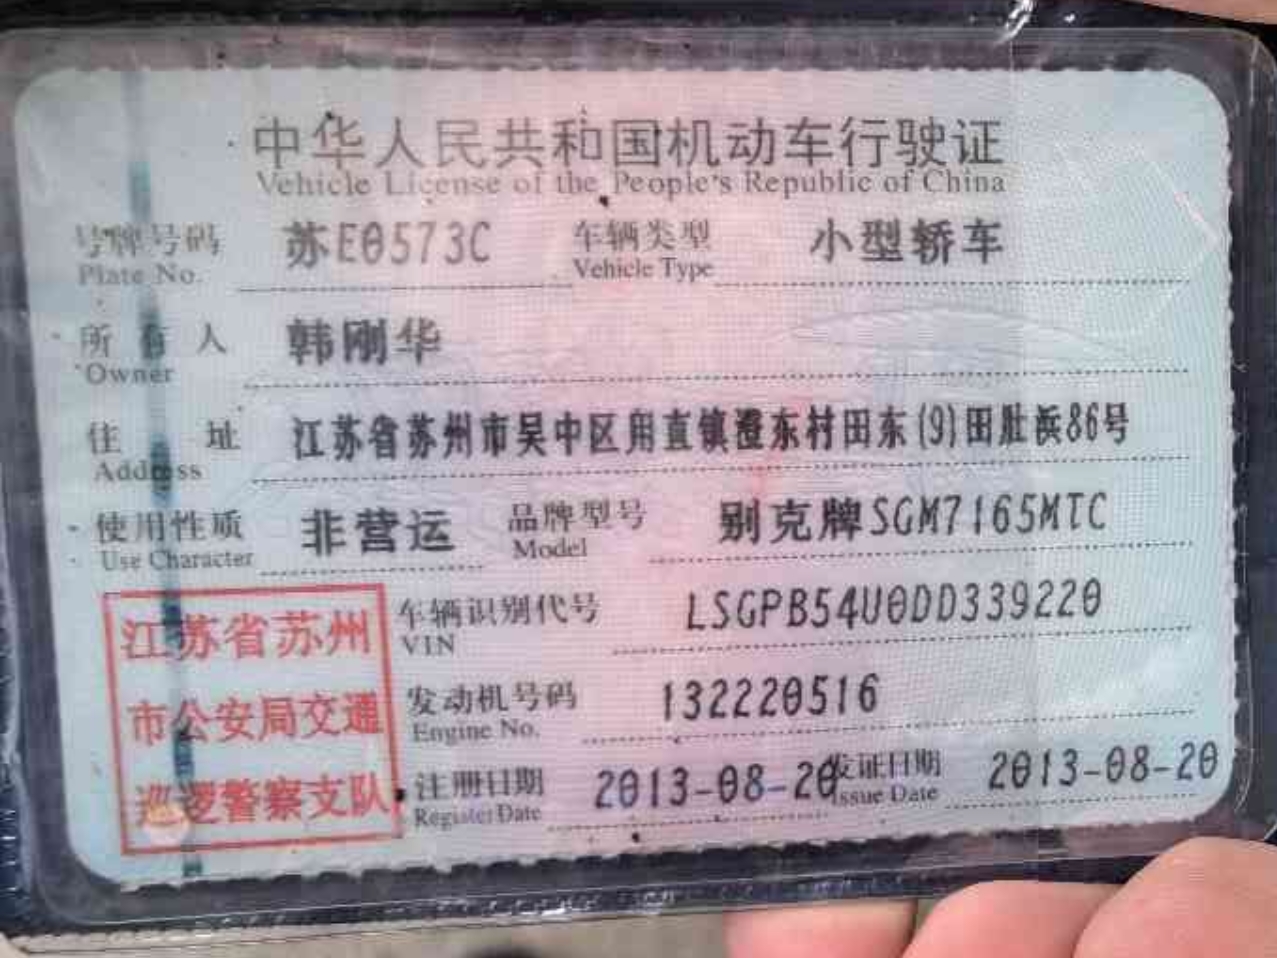 中华人民共和国机动车行驶证
Vehicle License of the People's Republic of China
号牌号码 苏E0573C 车辆类型 小型轿车
Plate No. Vehicle Type
所有人 韩刚华
Owner
住址 江苏省苏州市吴中区甪直镇澄东村田东(9)田肚浜86号
Address
使用性质 非营运 品牌型号 别克牌SGM7165MTC
Use Character Model
车辆识别代号 LSGPB54U0DD339220
VIN
发动机号码 132220516
Engine No.
注册日期 2013-08-20 发证日期 2013-08-20
Register Date Issue Date
江苏省苏州
市公安局交通
巡逻警察支队